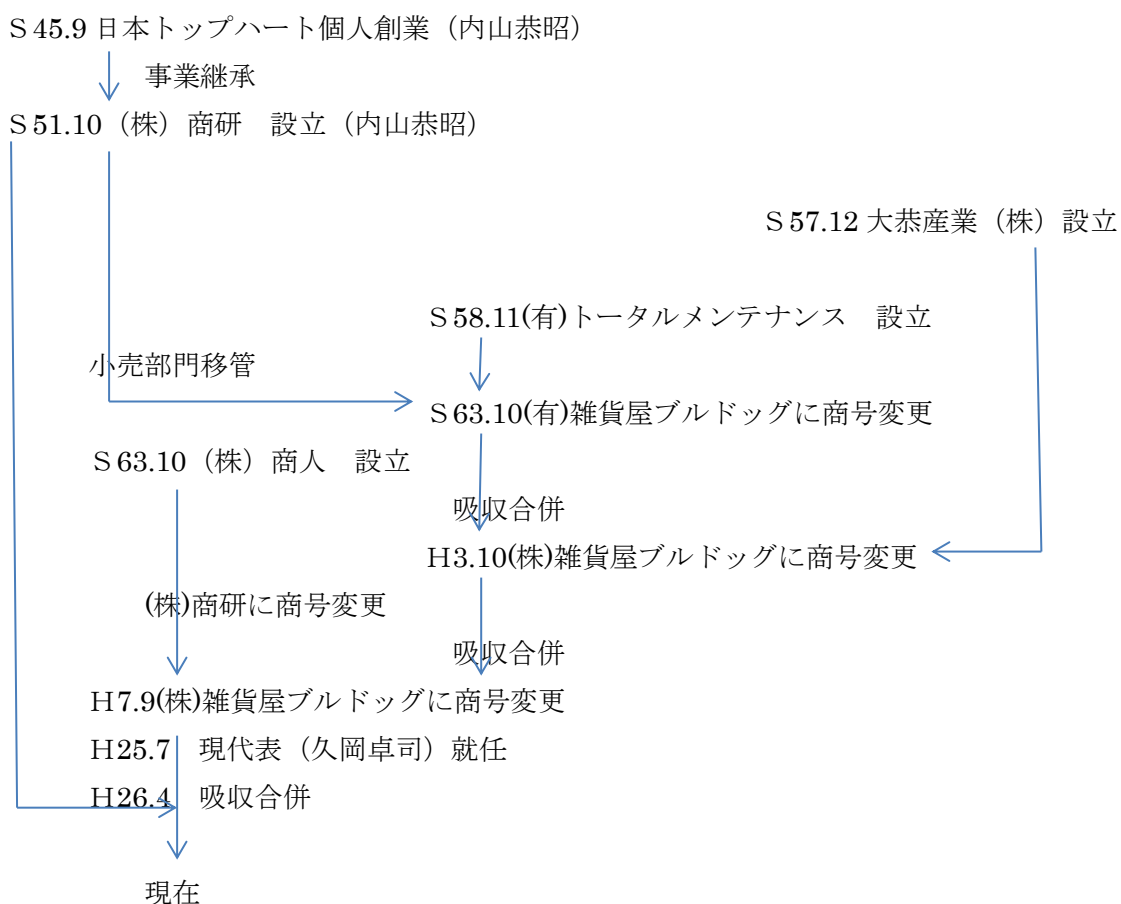 Ｓ45.9 日本トップハート個人創業（内山恭昭）
事業継承
Ｓ51.10（株）商研　設立（内山恭昭）
Ｓ57.12 大恭産業（株）設立
Ｓ58.11(有)トータルメンテナンス　設立
小売部門移管
Ｓ63.10(有)雑貨屋ブルドッグに商号変更
Ｓ63.10（株）商人　設立
吸収合併
Ｈ3.10(株)雑貨屋ブルドッグに商号変更
(株)商研に商号変更
吸収合併
Ｈ7.9(株)雑貨屋ブルドッグに商号変更
Ｈ25.7　現代表（久岡卓司）就任
Ｈ26.4　吸収合併
現在